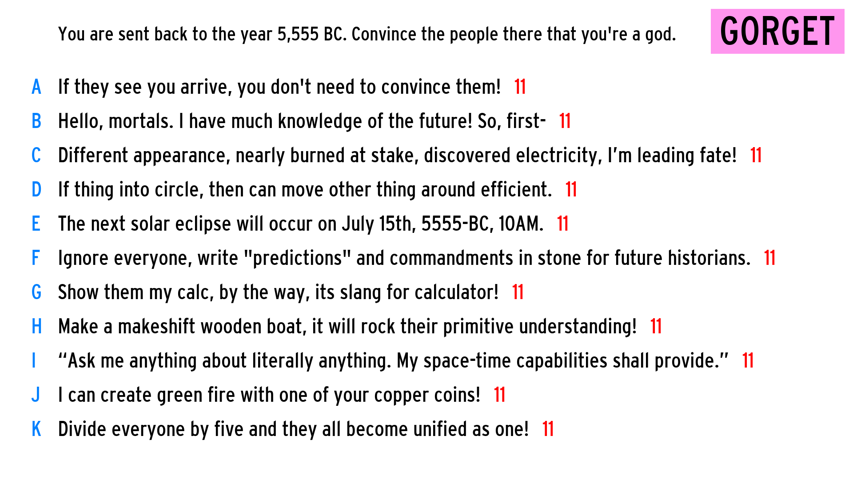 You are sent back to the year 5,555 BC. Convince the people there that you're a god.
GORGET
A If they see you arrive, you don't need to convince them! 11
B Hello, mortals. I have much knowledge of the future! So, first- 11
C Different appearance, nearly burned at stake, discovered electricity, I’m leading fate! 11
D If thing into circle, then can move other thing around efficient. 11
E The next solar eclipse will occur on July 15th, 5555-BC, 10AM. 11
F Ignore everyone, write "predictions" and commandments in stone for future historians. 11
G Show them my calc, by the way, its slang for calculator! 11
H Make a makeshift wooden boat, it will rock their primitive understanding! 11
I “Ask me anything about literally anything. My space-time capabilities shall provide.” 11
J I can create green fire with one of your copper coins! 11
K Divide everyone by five and they all become unified as one! 11